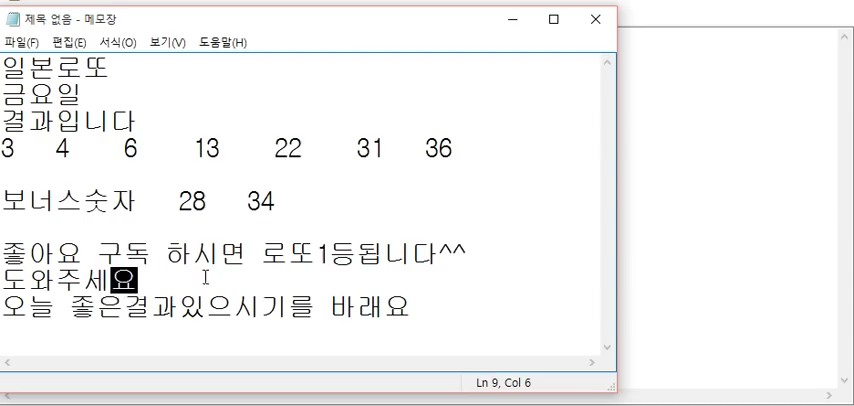 제목 없음 - 메모장
파일(F) 편집(E) 서식(O) 보기(V) 도움말(H)
일본로또
금요일
결과입니다
3 4 6 13 22 31 36
보너스숫자 28 34
좋아요 구독 하시면 로또1등됩니다^^
도와주세요
오늘 좋은결과있으시기를 바래요
Ln 9, Col 6